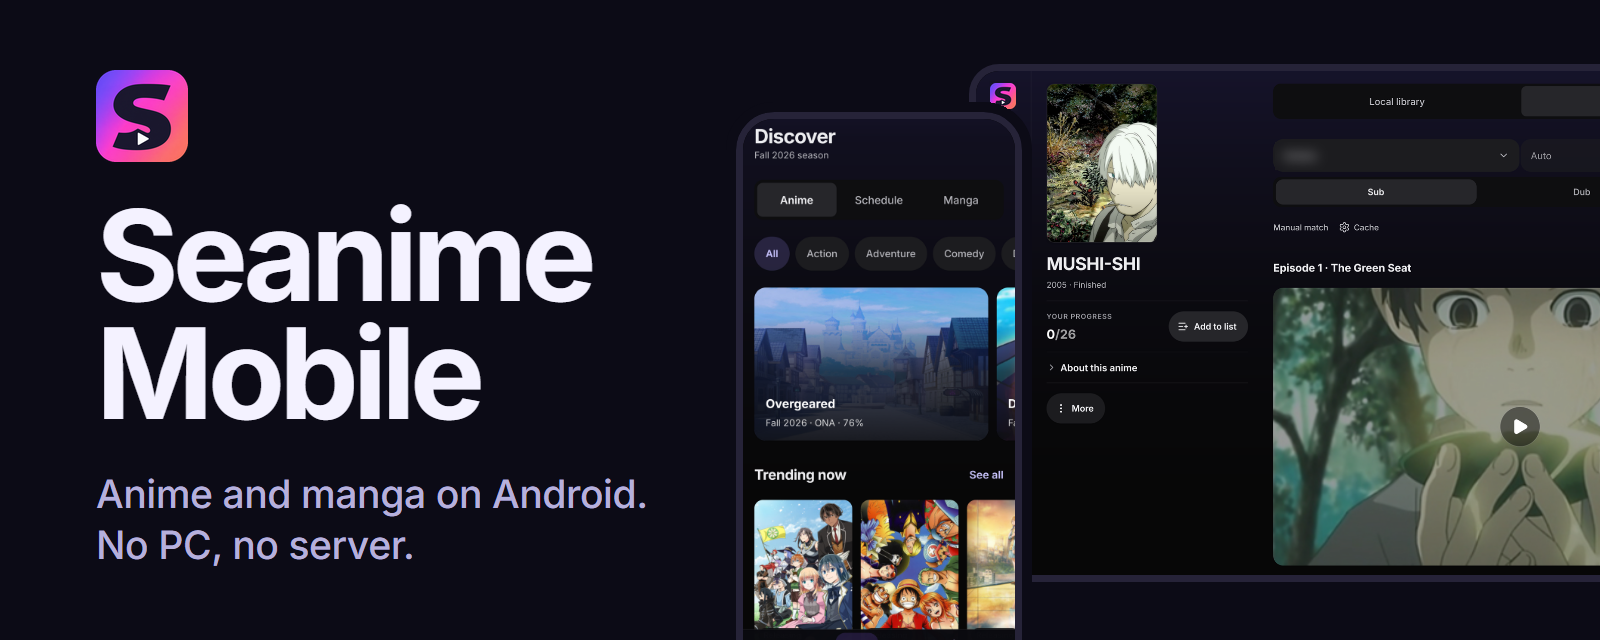 Seanime
Mobile
Anime and manga on Android.
No PC, no server.
Discover
Fall 2026 season
Anime
Schedule
Manga
All
Action
Adventure
Comedy
Overgeared
Fall 2026 · ONA · 76%
Trending now
See all
MUSHI-SHI
2005 · Finished
YOUR PROGRESS
0/26
Add to list
About this anime
More
Local library
Auto
Sub
Dub
Manual match
Cache
Episode 1 · The Green Seat